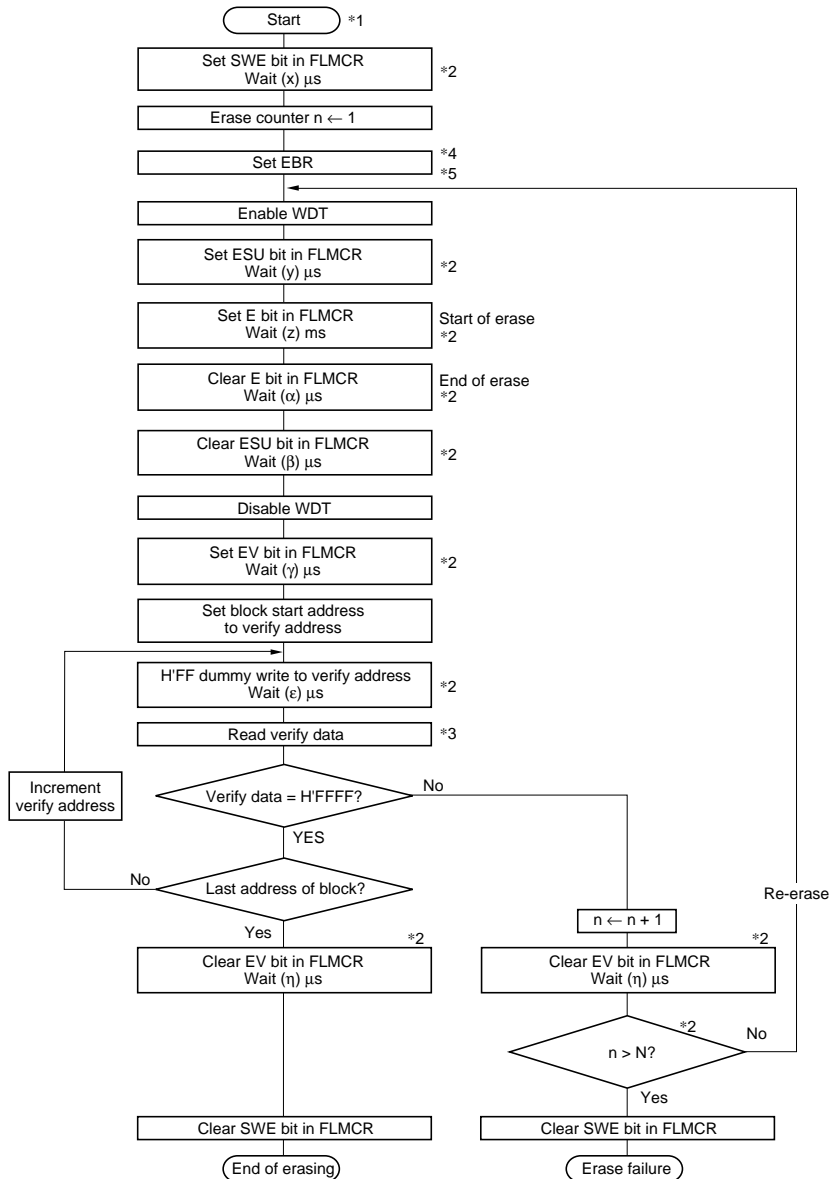 Start *1
Set SWE bit in FLMCR
Wait (x) μs
*2
Erase counter n ← 1
Set EBR
*4
*5
Enable WDT
Set ESU bit in FLMCR
Wait (y) μs
*2
Set E bit in FLMCR
Wait (z) ms
Start of erase
*2
Clear E bit in FLMCR
Wait (α) μs
End of erase
*2
Clear ESU bit in FLMCR
Wait (β) μs
*2
Disable WDT
Set EV bit in FLMCR
Wait (γ) μs
*2
Set block start address
to verify address
H'FF dummy write to verify address
Wait (ε) μs
*2
Read verify data
*3
Increment
verify address
Verify data = H'FFFF?
No
YES
Last address of block?
No
Yes
Re-erase
n ← n + 1
*2
Clear EV bit in FLMCR
Wait (η) μs
*2
Clear EV bit in FLMCR
Wait (η) μs
*2
n > N?
No
Yes
Clear SWE bit in FLMCR
Clear SWE bit in FLMCR
End of erasing
Erase failure